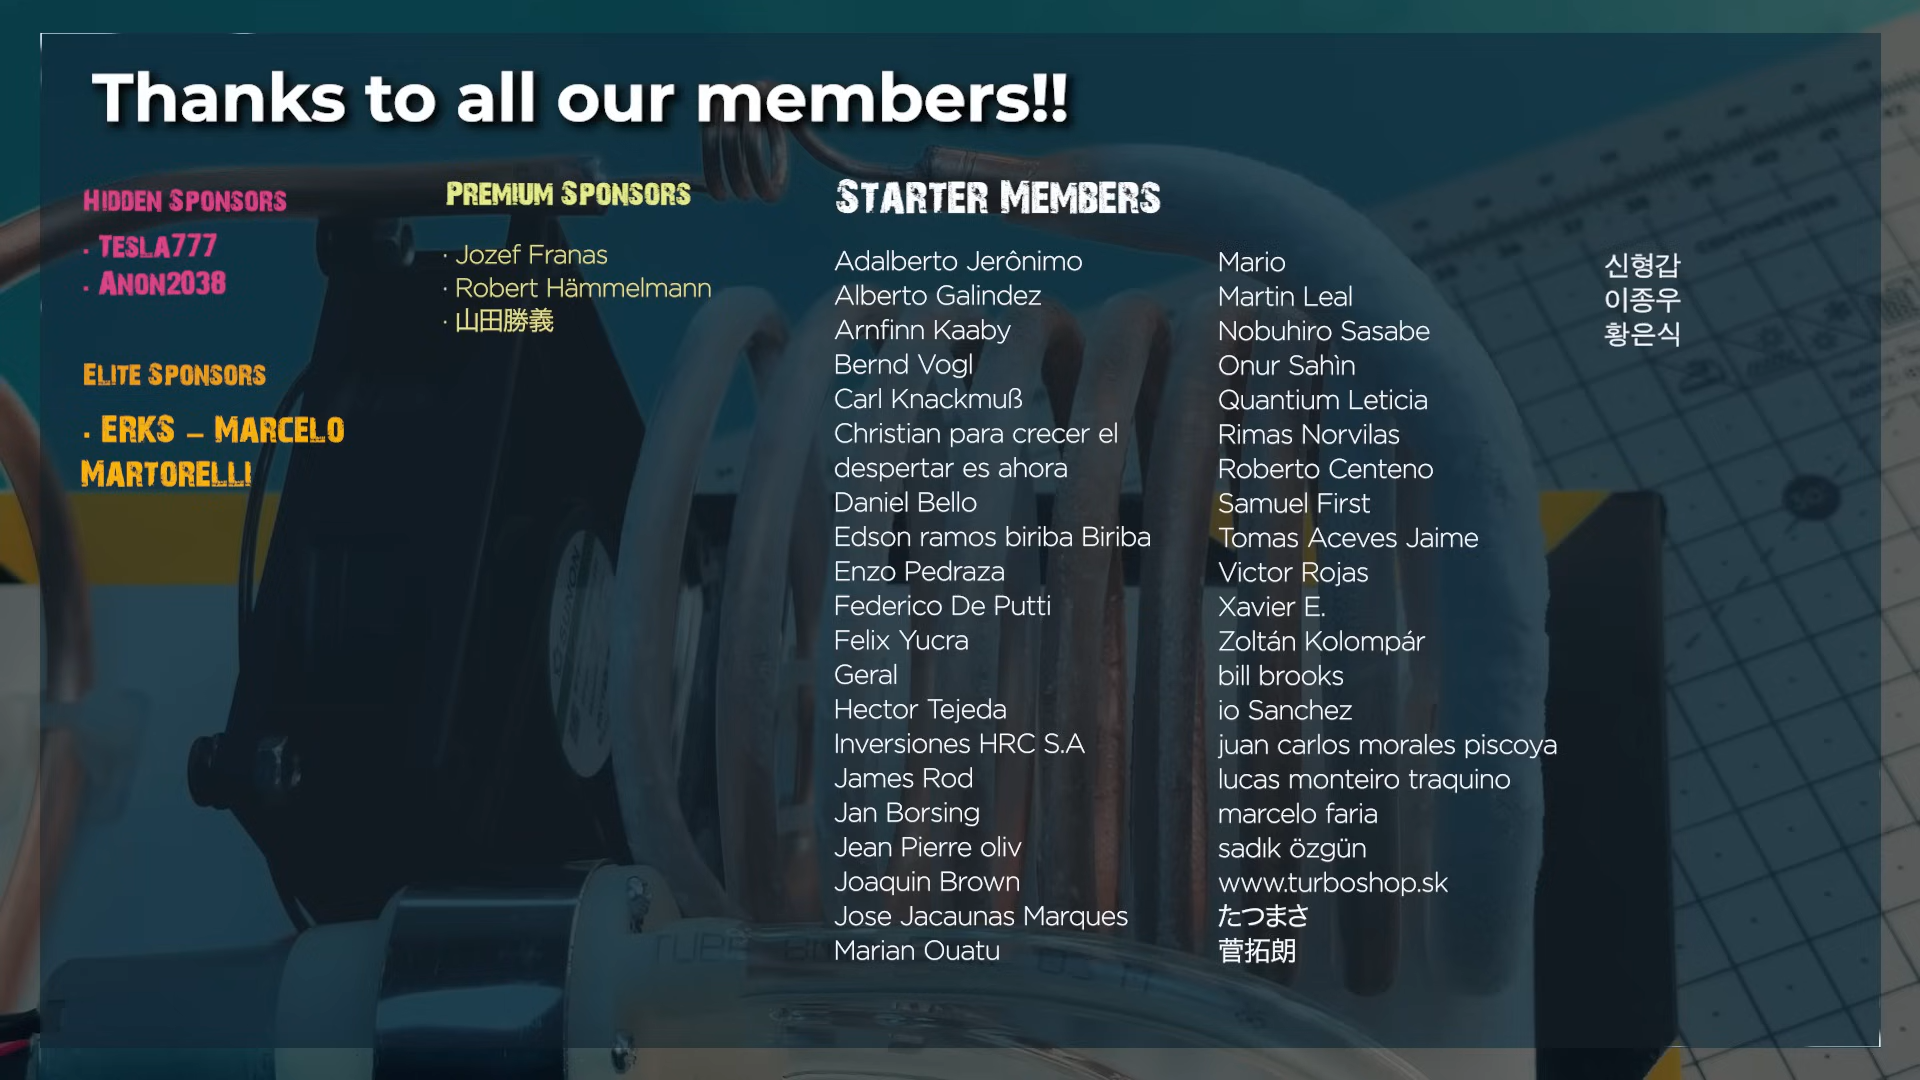 Thanks to all our members!!
HIDDEN SPONSORS
· TESLA777
· ANON2038
ELITE SPONSORS
· ERKS – MARCELO
MARTORELLI
PREMIUM SPONSORS
· Jozef Franas
· Robert Hämmelmann
· 山田勝義
STARTER MEMBERS
Adalberto Jerônimo
Alberto Galindez
Arnfinn Kaaby
Bernd Vogl
Carl Knackmuß
Christian para crecer el
despertar es ahora
Daniel Bello
Edson ramos biriba Biriba
Enzo Pedraza
Federico De Putti
Felix Yucra
Geral
Hector Tejeda
Inversiones HRC S.A
James Rod
Jan Borsing
Jean Pierre oliv
Joaquin Brown
Jose Jacaunas Marques
Marian Ouatu
Mario
Martin Leal
Nobuhiro Sasabe
Onur Sahìn
Quantium Leticia
Rimas Norvilas
Roberto Centeno
Samuel First
Tomas Aceves Jaime
Victor Rojas
Xavier E.
Zoltán Kolompár
bill brooks
io Sanchez
juan carlos morales piscoya
lucas monteiro traquino
marcelo faria
sadık özgün
www.turboshop.sk
たつまさ
菅拓朗
신형갑
이종우
황은식